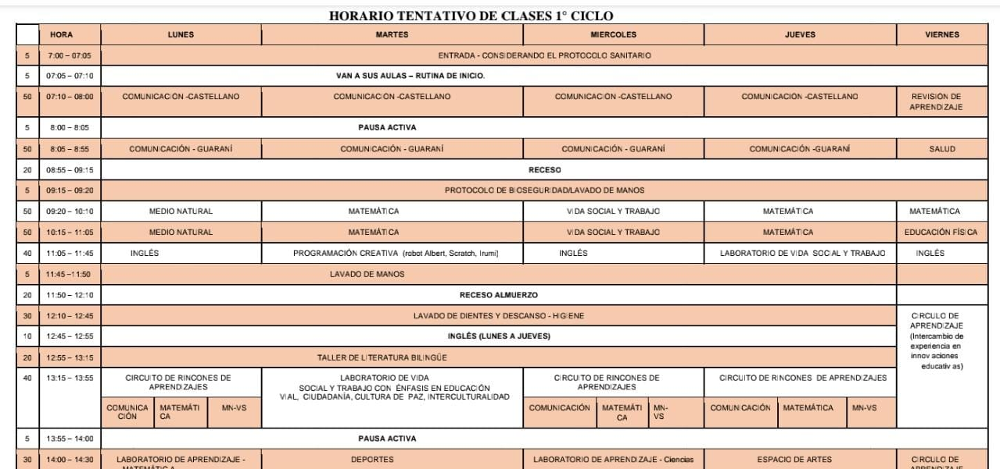 HORARIO TENTATIVO DE CLASES 1° CICLO
HORA LUNES MARTES MIERCOLES JUEVES VIERNES
5 7:00 – 07:05 ENTRADA - CONSIDERANDO EL PROTOCOLO SANITARIO
5 07:05 – 07:10 VAN A SUS AULAS – RUTINA DE INICIO.
50 07:10 – 08:00 COMUNICACIÓN -CASTELLANO COMUNICACIÓN -CASTELLANO COMUNICACIÓN -CASTELLANO COMUNICACIÓN -CASTELLANO REVISIÓN DE
APRENDIZAJE
5 8:00 – 8:05 PAUSA ACTIVA
50 8:05 – 8:55 COMUNICACIÓN - GUARANÍ COMUNICACIÓN - GUARANÍ COMUNICACIÓN - GUARANÍ COMUNICACIÓN -GUARANÍ SALUD
20 08:55 – 09:15 RECESO
5 09:15 – 09:20 PROTOCOLO DE BIOSEGURIDAD/LAVADO DE MANOS
50 09:20 – 10:10 MEDIO NATURAL MATEMÁTICA VIDA SOCIAL Y TRABAJO MATEMÁTICA MATEMÁTICA
50 10:15 – 11:05 MEDIO NATURAL MATEMÁTICA VIDA SOCIAL Y TRABAJO MATEMÁTICA EDUCACIÓN FÍSICA
40 11:05 – 11:45 INGLÉS PROGRAMACIÓN CREATIVA (robot Albert, Scratch, Irumi] INGLÉS LABORATORIO DE VIDA SOCIAL Y TRABAJO INGLÉS
5 11:45 –11:50 LAVADO DE MANOS
20 11:50 – 12:10 RECESO ALMUERZO
30 12:10 – 12:45 LAVADO DE DIENTES Y DESCANSO - HIGIENE
10 12:45 – 12:55 INGLÉS (LUNES A JUEVES)
20 12:55 – 13:15 TALLER DE LITERATURA BILINGÜE
CIRCULO DE
APRENDIZAJE
(Intercambio de
experiencia en
innov aciones
educativ as)
40 13:15 – 13:55 CIRCUITO DE RINCONES DE
APRENDIZAJES
LABORATORIO DE VIDA
SOCIAL Y TRABAJO CON ÉNFASIS EN EDUCACIÓN
VIAL, CIUDADANÍA, CULTURA DE PAZ, INTERCULTURALIDAD
CIRCUITO DE RINCONES DE
APRENDIZAJES
CIRCUITO DE RINCONES DE APRENDIZAJES
COMUNICA
CIÓN
MATEMÁTI
CA
MN-VS
COMUNICACIÓN
MATEMÁTI
CA
MN-
VS
COMUNICACIÓN MATEMÁTICA MN-VS
5 13:55 – 14:00 PAUSA ACTIVA
30 14:00 – 14:30 LABORATORIO DE APRENDIZAJE - DEPORTES LABORATORIO DE APRENDIZAJE - Ciencias ESPACIO DE ARTES CIRCULO DE